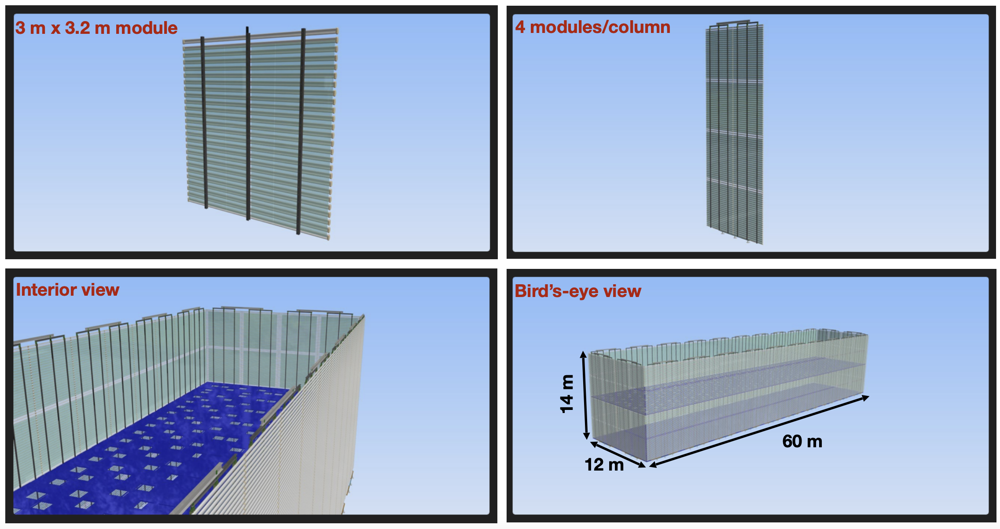 3 m x 3.2 m module
4 modules/column
Interior view
Bird’s-eye view
14 m
12 m
60 m